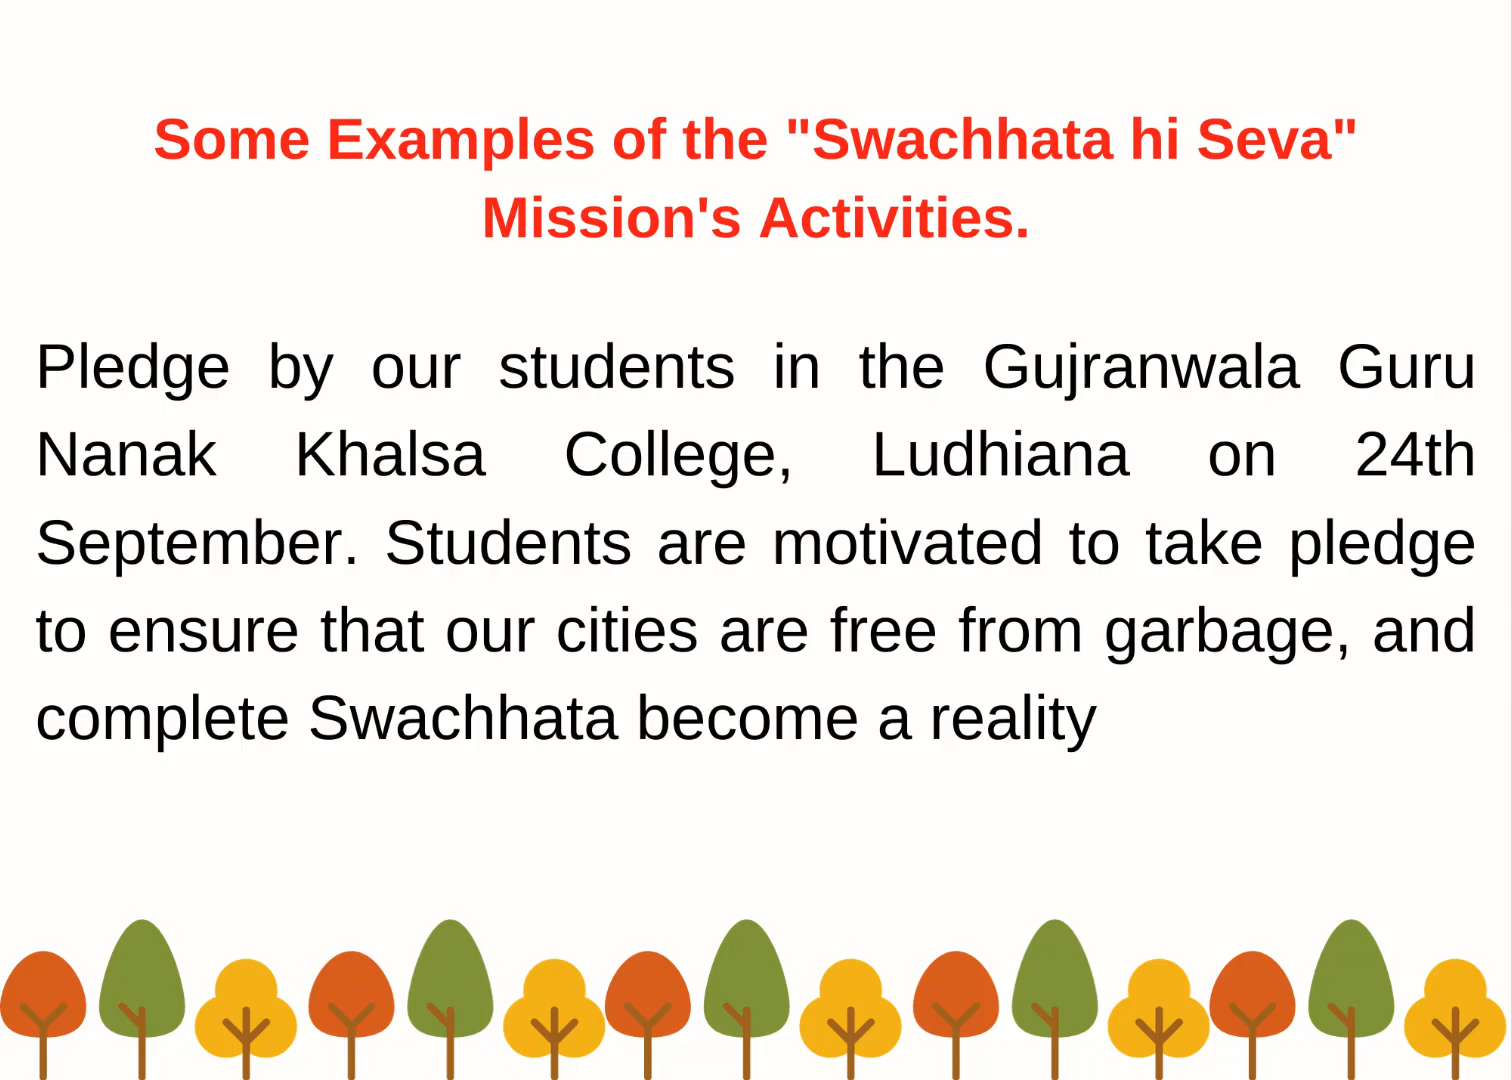 Some Examples of the "Swachhata hi Seva"
Mission's Activities.
Pledge by our students in the Gujranwala Guru
Nanak Khalsa College, Ludhiana on 24th
September. Students are motivated to take pledge
to ensure that our cities are free from garbage, and
complete Swachhata become a reality